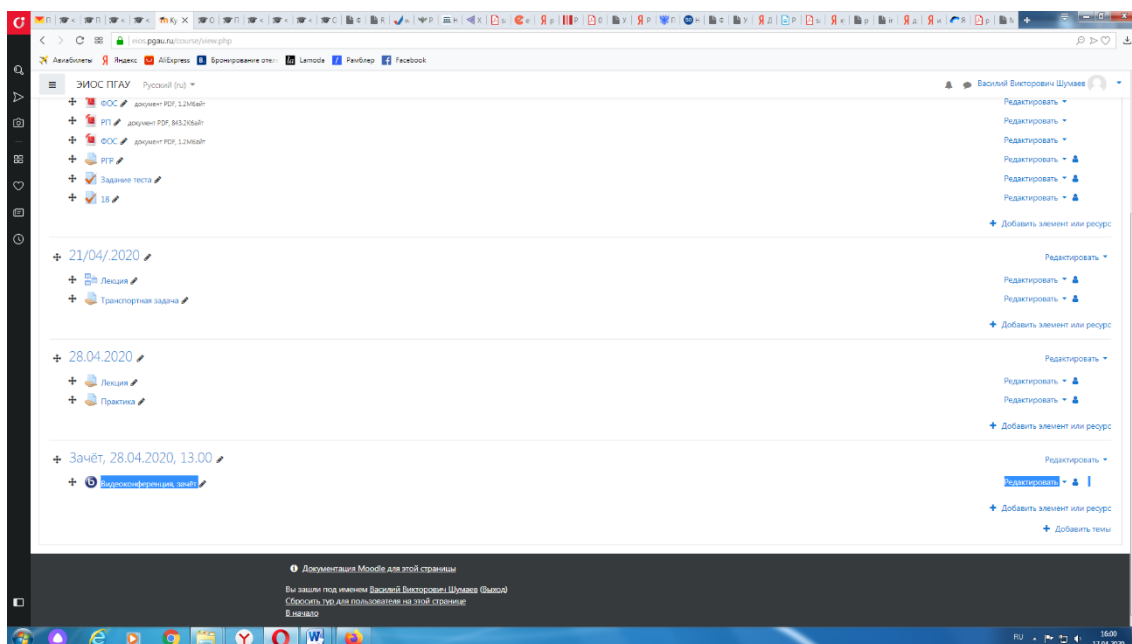 eios.pgau.ru/course/view.php
Авиабилеты Яндекс AliExpress Бронирование отел Lamoda Рамблер Facebook
ЭИОС ПГАУ Русский (ru) Василий Викторович Шумаев
ФОС документ PDF, 1.2Мбайт Редактировать
РП документ PDF, 843.2Кбайт Редактировать
ФОС документ PDF, 1.2Мбайт Редактировать
РГР Редактировать
Задание теста Редактировать
18 Редактировать
+ Добавить элемент или ресурс
21/04/.2020 Редактировать
Лекция Редактировать
Транспортная задача Редактировать
+ Добавить элемент или ресурс
28.04.2020 Редактировать
Лекция Редактировать
Практика Редактировать
+ Добавить элемент или ресурс
Зачёт, 28.04.2020, 13.00 Редактировать
Видеоконференция, зачёт Редактировать
+ Добавить элемент или ресурс
+ Добавить темы
Документация Moodle для этой страницы
Вы зашли под именем Василий Викторович Шумаев (Выход)
Сбросить тур для пользователя на этой странице
В начало
RU 16:00
17.04.2020